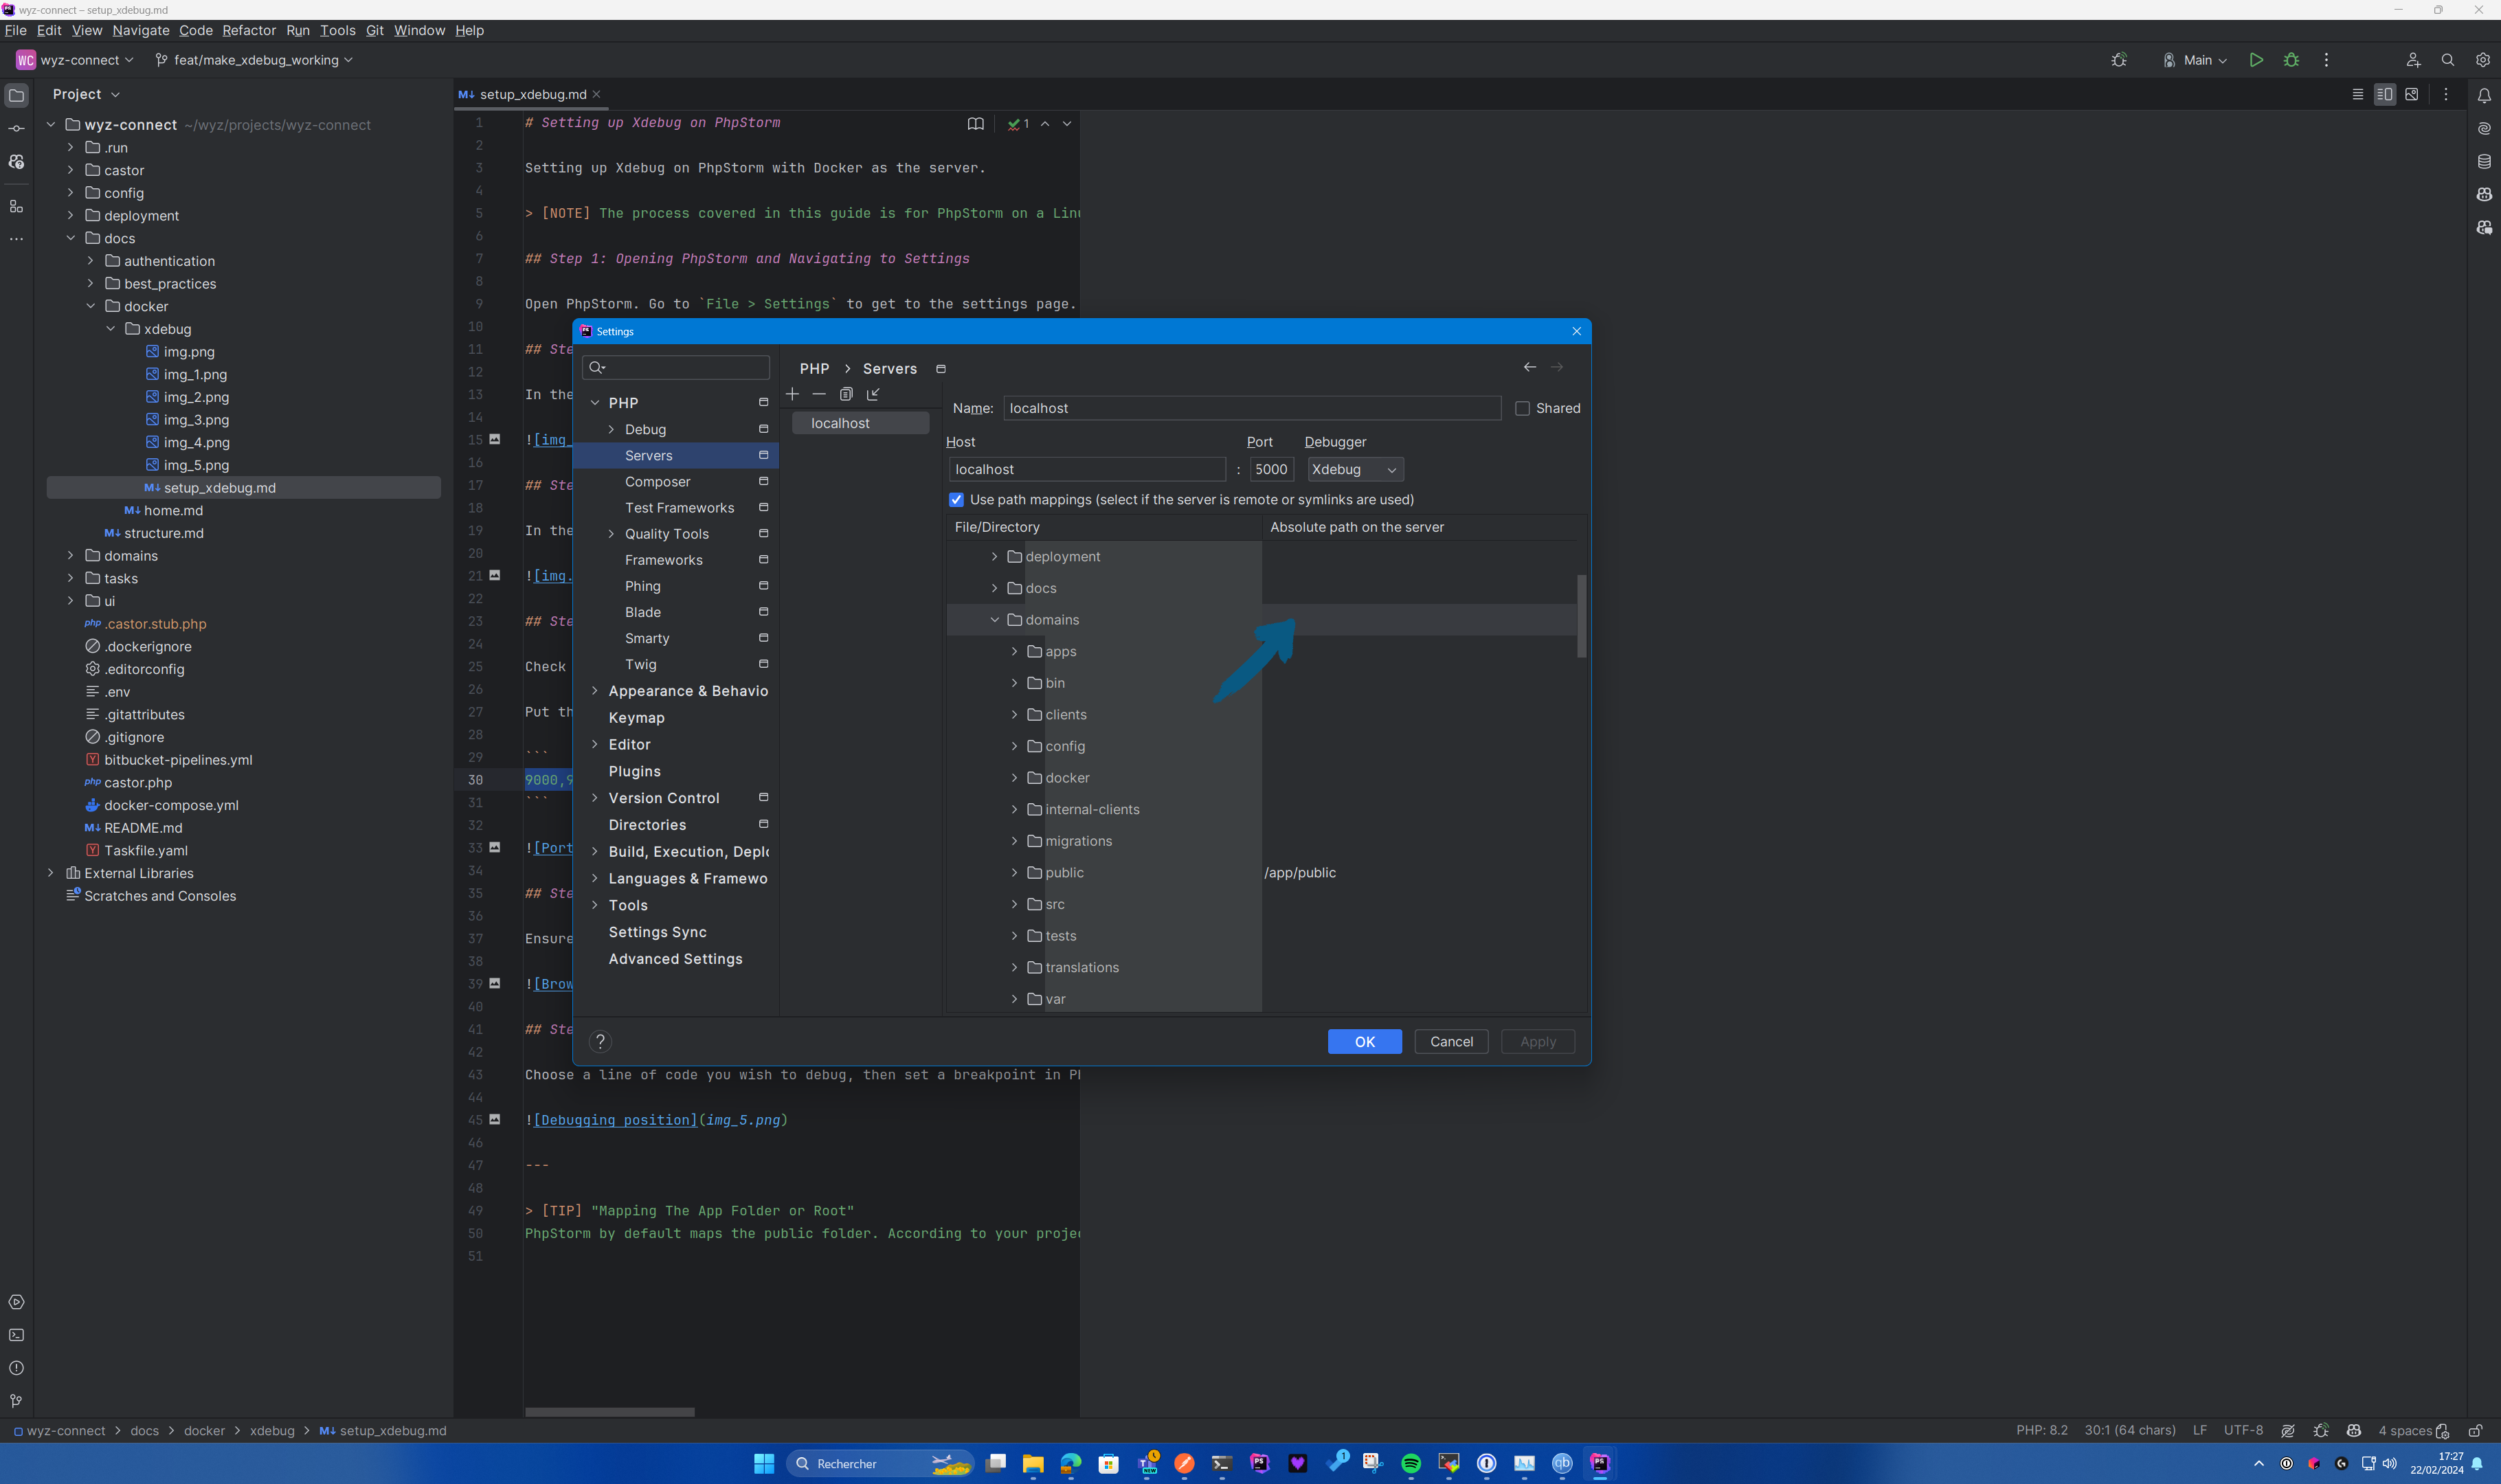 wyz-connect – setup_xdebug.md
File Edit View Navigate Code Refactor Run Tools Git Window Help
WC wyz-connect feat/make_xdebug_working Main
Project
wyz-connect ~/wyz/projects/wyz-connect
.run
castor
config
deployment
docs
authentication
best_practices
docker
xdebug
img.png
img_1.png
img_2.png
img_3.png
img_4.png
img_5.png
setup_xdebug.md
home.md
structure.md
domains
tasks
ui
.castor.stub.php
.dockerignore
.editorconfig
.env
.gitattributes
.gitignore
bitbucket-pipelines.yml
castor.php
docker-compose.yml
README.md
Taskfile.yaml
External Libraries
Scratches and Consoles
setup_xdebug.md
1
1 # Setting up Xdebug on PhpStorm
2
3 Setting up Xdebug on PhpStorm with Docker as the server.
4
5 > [NOTE] The process covered in this guide is for PhpStorm on a Linu
6
7 ## Step 1: Opening PhpStorm and Navigating to Settings
8
9 Open PhpStorm. Go to `File > Settings` to get to the settings page.
10
11 ## Ste
12
13 In the
14
15 ![img_
16
17 ## Ste
18
19 In the
20
21 ![img.
22
23 ## Ste
24
25 Check
26
27 Put th
28
29 ```
30 9000,9
31 ```
32
33 ![Port
34
35 ## Ste
36
37 Ensure
38
39 ![Brow
40
41 ## Ste
42
43 Choose a line of code you wish to debug, then set a breakpoint in P
44
45 ![Debugging position](img_5.png)
46
47 ---
48
49 > [TIP] "Mapping The App Folder or Root"
50 PhpStorm by default maps the public folder. According to your proje
51
Settings
PHP
Debug
Servers
Composer
Test Frameworks
Quality Tools
Frameworks
Phing
Blade
Smarty
Twig
Appearance & Behavio
Keymap
Editor
Plugins
Version Control
Directories
Build, Execution, Depl
Languages & Framewo
Tools
Settings Sync
Advanced Settings
PHP > Servers
localhost
Name: localhost Shared
Host Port Debugger
localhost : 5000 Xdebug
Use path mappings (select if the server is remote or symlinks are used)
File/Directory Absolute path on the server
deployment
docs
domains
apps
bin
clients
config
docker
internal-clients
migrations
public /app/public
src
tests
translations
var
? OK Cancel Apply
wyz-connect > docs > docker > xdebug > setup_xdebug.md
PHP: 8.2 30:1 (64 chars) LF UTF-8 4 spaces
Rechercher
17:27
22/02/2024